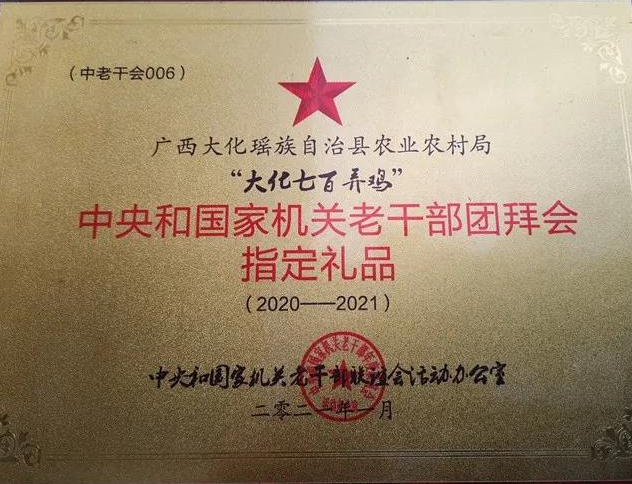 （中老干会006）
广西大化瑶族自治县农业农村局
“大化七百弄鸡”
中央和国家机关老干部团拜会
指定礼品
（2020——2021）
中央和国家机关老干部联谊会活动办公室
二零二一年一月